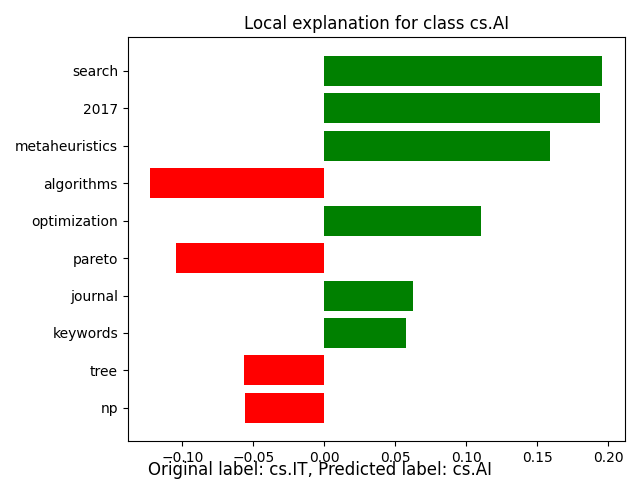 Local explanation for class cs.AI
search
2017
metaheuristics
algorithms
optimization
pareto
journal
keywords
tree
np
−0.10 −0.05 0.00 0.05 0.10 0.15 0.20
Original label: cs.IT, Predicted label: cs.AI